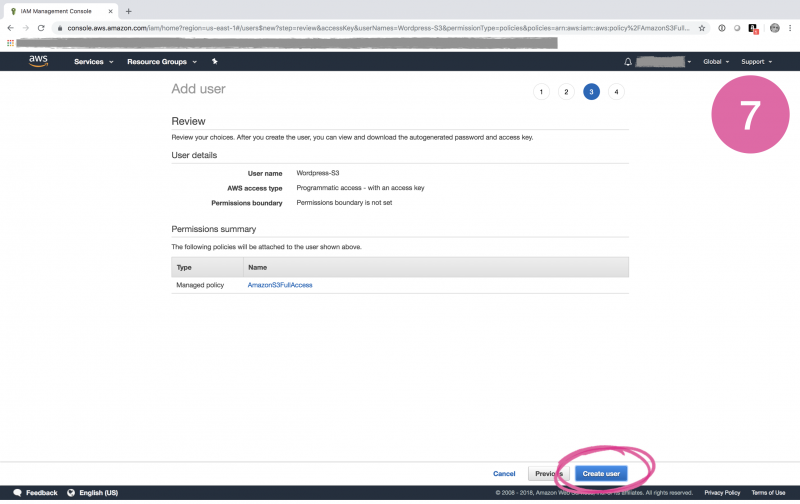 IAM Management Console
console.aws.amazon.com/iam/home?region=us-east-1#/users$new?step=review&accessKey&userNames=Wordpress-S3&permissionType=policies&policies=arn:aws:iam::aws:policy%2FAmazonS3Full...
aws Services Resource Groups Global Support
7
Add user 1 2 3 4
Review
Review your choices. After you create the user, you can view and download the autogenerated password and access key.
User details
User name Wordpress-S3
AWS access type Programmatic access - with an access key
Permissions boundary Permissions boundary is not set
Permissions summary
The following policies will be attached to the user shown above.
Type Name
Managed policy AmazonS3FullAccess
Cancel Previous Create user
Feedback English (US) © 2008 - 2018, Amazon Web affiliates. All rights reserved. Privacy Policy Terms of Use